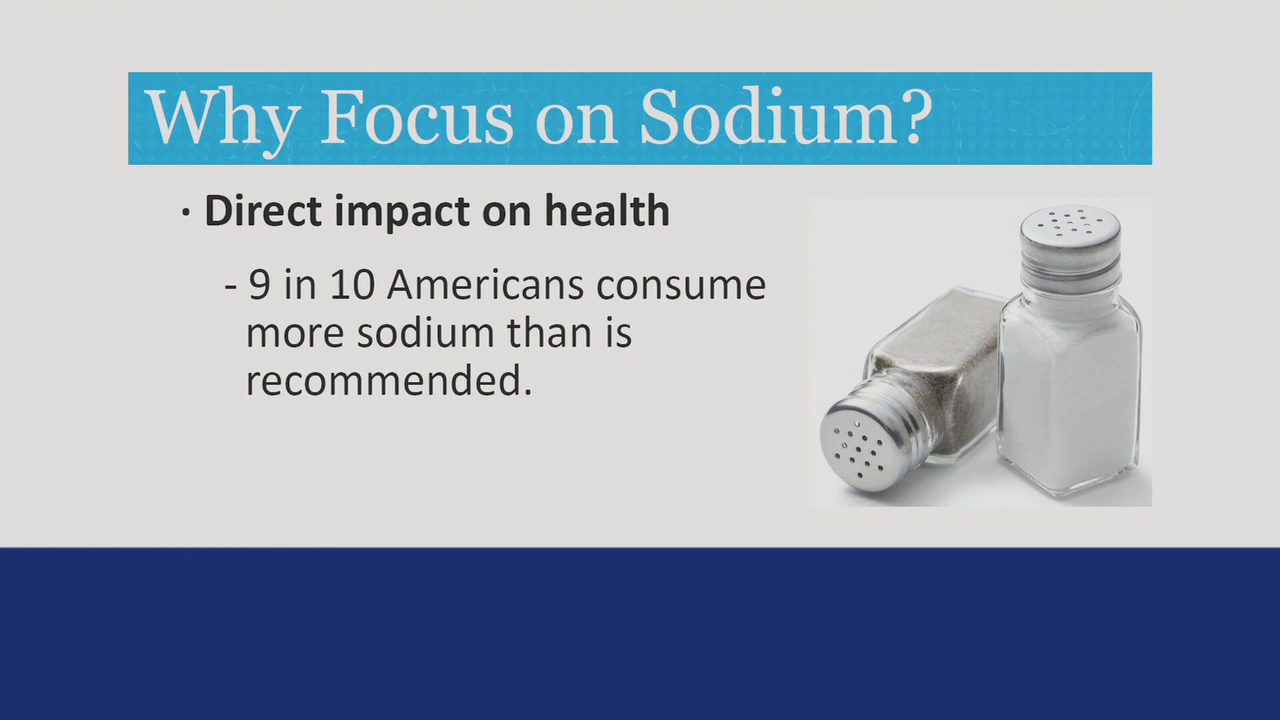 Why Focus on Sodium?
· Direct impact on health
- 9 in 10 Americans consume
more sodium than is
recommended.